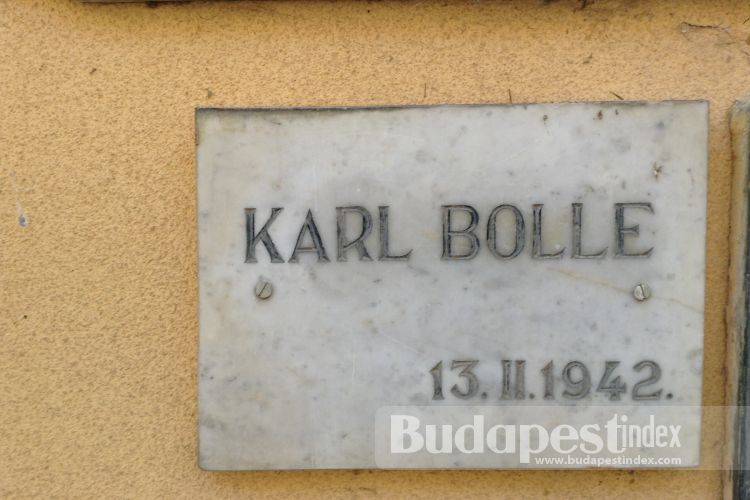 KARL BOLLE
13. II. 1942.
Budapestindex
www.budapestindex.com